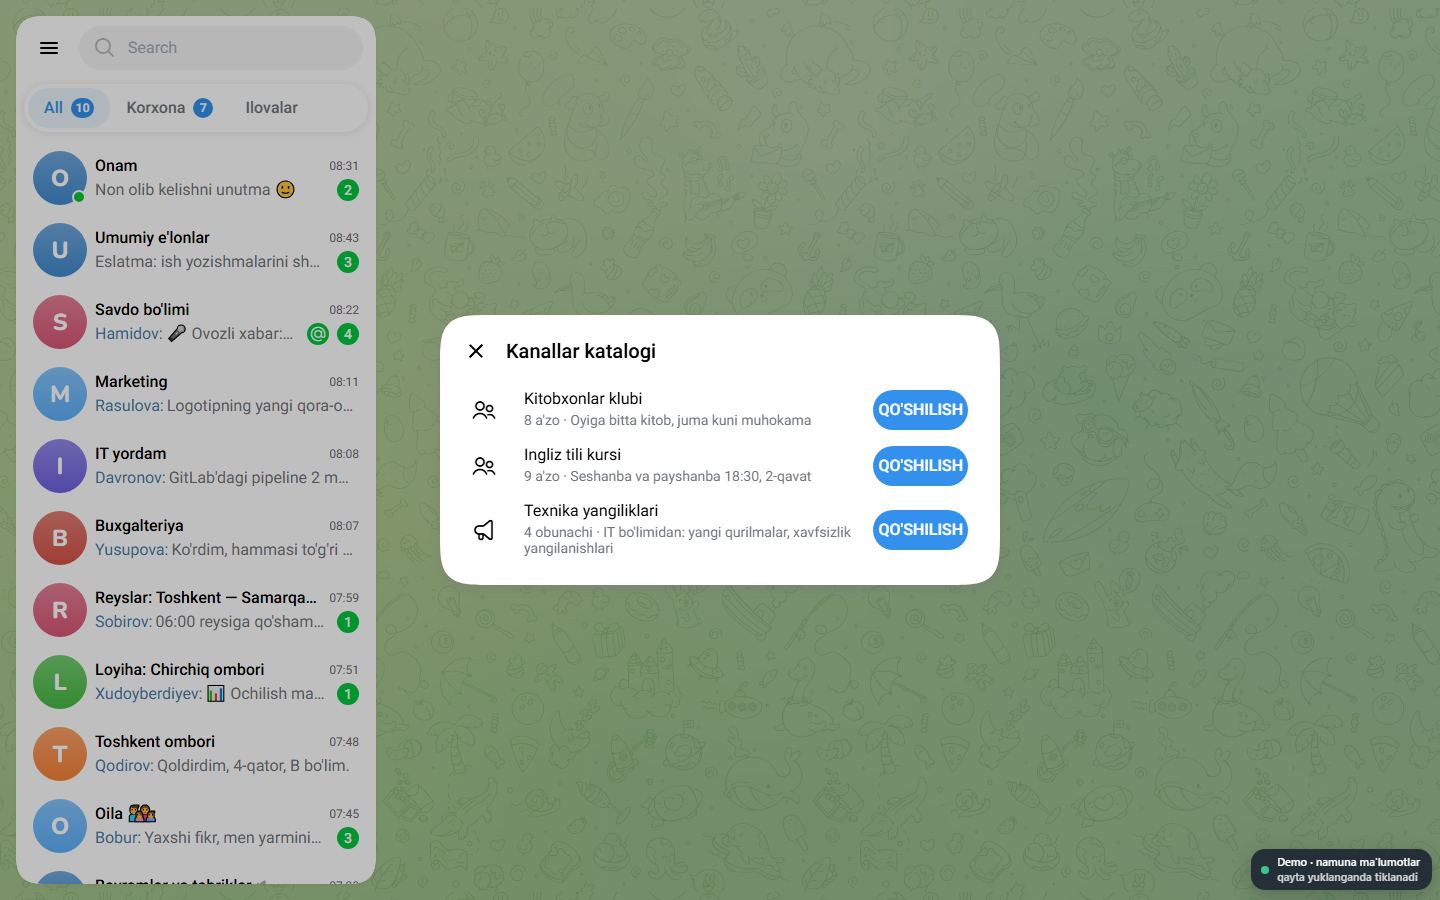 Search
All 10 Korxona 7 Ilovalar
O Onam 08:31
Non olib kelishni unutma 🙂 2
U Umumiy e'lonlar 08:43
Eslatma: ish yozishmalarini sh... 3
S Savdo bo'limi 08:22
Hamidov: 🎤 Ovozli xabar:... @ 4
M Marketing 08:11
Rasulova: Logotipning yangi qora-o...
I IT yordam 08:08
Davronov: GitLab'dagi pipeline 2 m...
B Buxgalteriya 08:07
Yusupova: Ko'rdim, hammasi to'g'ri ...
R Reyslar: Toshkent — Samarqa... 07:59
Sobirov: 06:00 reysiga qo'sham... 1
L Loyiha: Chirchiq ombori 07:51
Xudoyberdiyev: 📊 Ochilish ma... 1
T Toshkent ombori 07:48
Qodirov: Qoldirdim, 4-qator, B bo'lim.
O Oila 👨‍👩‍👧 07:45
Bobur: Yaxshi fikr, men yarmini... 3
Kanallar katalogi
Kitobxonlar klubi
8 a'zo · Oyiga bitta kitob, juma kuni muhokama
QO'SHILISH
Ingliz tili kursi
9 a'zo · Seshanba va payshanba 18:30, 2-qavat
QO'SHILISH
Texnika yangiliklari
4 obunachi · IT bo'limidan: yangi qurilmalar, xavfsizlik
yangilanishlari
QO'SHILISH
Demo · namuna ma'lumotlar
qayta yuklanganda tiklanadi